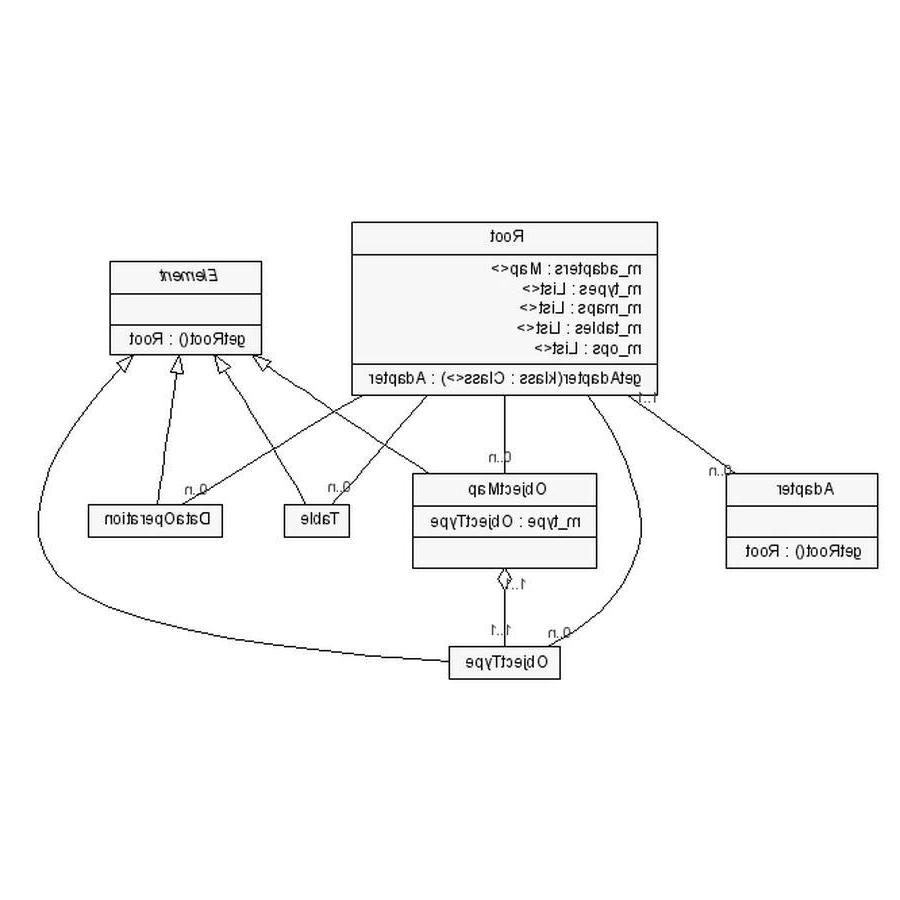 Root
m_adapters : Map<>
m_types : List<>
m_maps : List<>
m_tables : List<>
m_ops : List<>
getAdapter(klass : Class<>) : Adapter
Element
getRoot() : Root
1..1
0..n
0..n
0..n
0..n
DataOperation
Table
ObjectMap
m_type : ObjectType
Adapter
getRoot() : Root
1..1
1..1
0..n
ObjectType